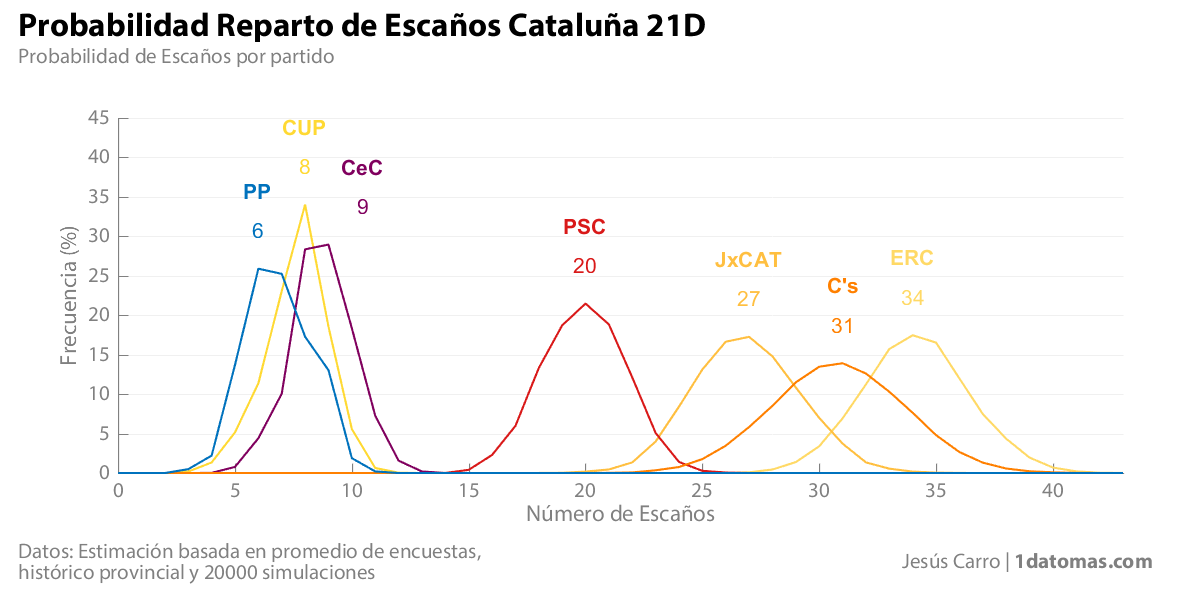 Probabilidad Reparto de Escaños Cataluña 21D
Probabilidad de Escaños por partido
45
40
35
30
25
20
15
10
5
0
Frecuencia (%)
CUP
8
CeC
9
PP
6
PSC
20
JxCAT
27
C's
31
ERC
34
0 5 10 15 20 25 30 35 40
Número de Escaños
Datos: Estimación basada en promedio de encuestas,
histórico provincial y 20000 simulaciones
Jesús Carro | 1datomas.com